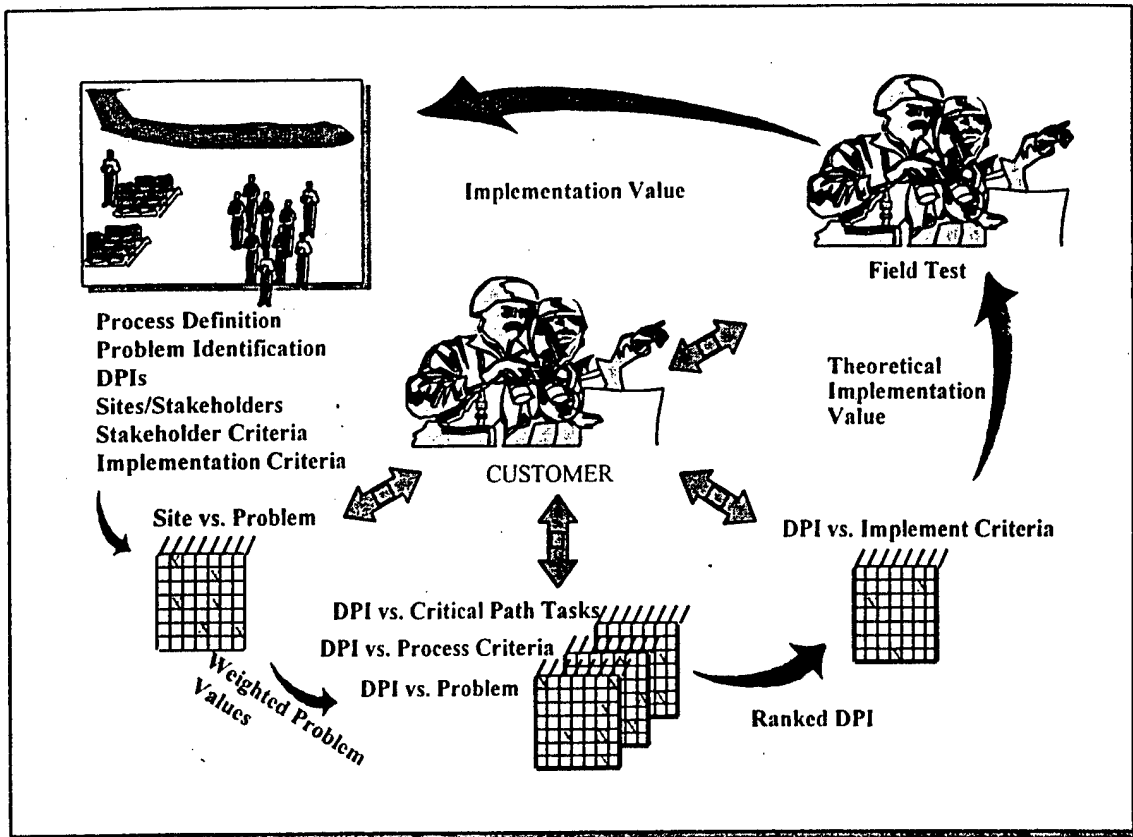 Implementation Value
Field Test
Process Definition
Problem Identification
DPIs
Sites/Stakeholders
Stakeholder Criteria
Implementation Criteria
Theoretical
Implementation
Value
CUSTOMER
Site vs. Problem
DPI vs. Implement Criteria
DPI vs. Critical Path Tasks
DPI vs. Process Criteria
DPI vs. Problem
Weighted Problem
Values
Ranked DPI